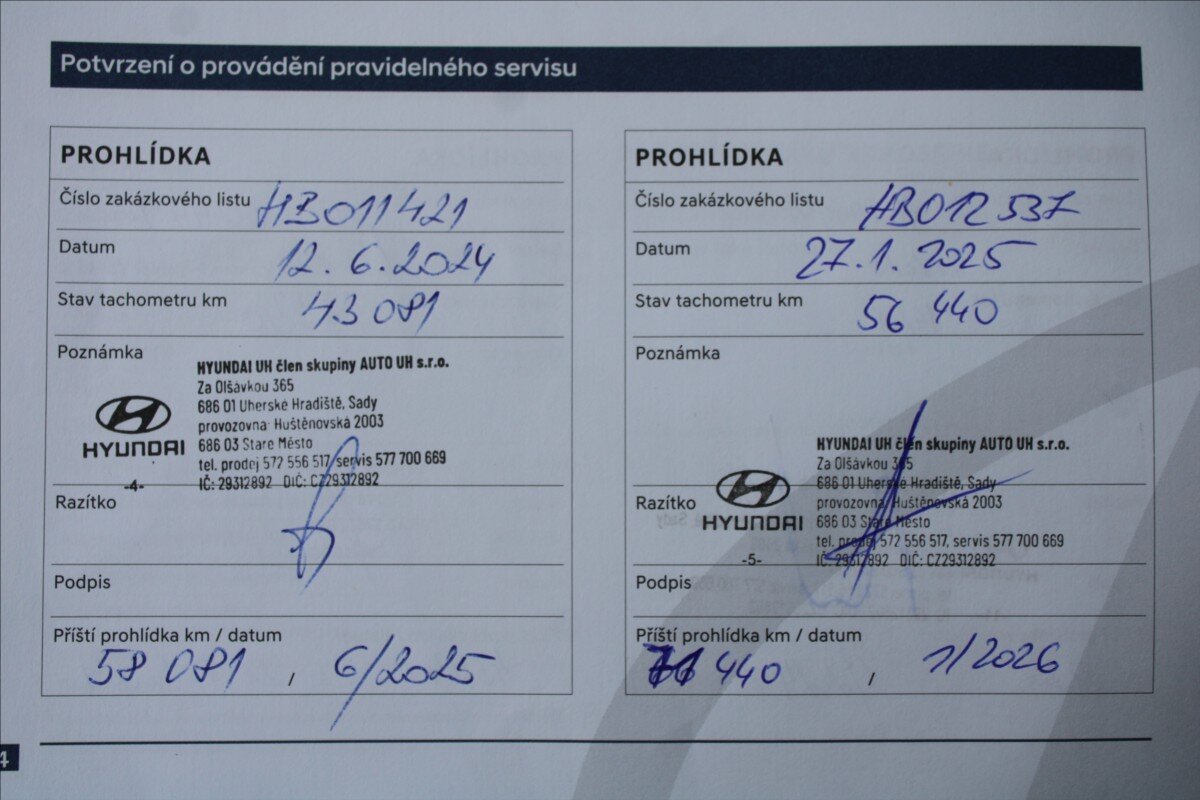 Potvrzení o provádění pravidelného servisu
PROHLÍDKA
Číslo zakázkového listu HB011421
Datum 12. 6. 2024
Stav tachometru km 43 081
Poznámka
HYUNDAI UH člen skupiny AUTO UH s.r.o.
Za Olšávkou 365
686 01 Uherské Hradiště, Sady
provozovna: Huštěnovská 2003
HYUNDAI
686 03 Staré Město
tel. prodej 572 556 517, servis 577 700 669
-4-
IČ: 29312892 DIČ: CZ29312892
Razítko
Podpis
Příští prohlídka km / datum
58 081 / 6/2025
PROHLÍDKA
Číslo zakázkového listu HB012537
Datum 27.1. 2025
Stav tachometru km 56 440
Poznámka
HYUNDAI UH člen skupiny AUTO UH s.r.o.
Za Olšávkou 365
686 01 Uherské Hradiště, Sady
Razítko
provozovna: Huštěnovská 2003
HYUNDAI
686 03 Staré Město
tel. prodej 572 556 517, servis 577 700 669
-5-
IČ: 29312892 DIČ: CZ29312892
Podpis
Příští prohlídka km / datum
71 440 / 1/2026
4